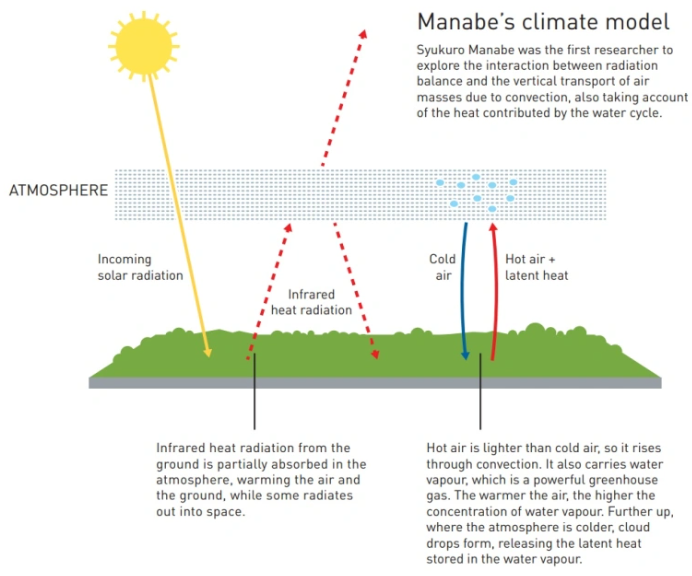 Manabe's climate model
Syukuro Manabe was the first researcher to
explore the interaction between radiation
balance and the vertical transport of air
masses due to convection, also taking account
of the heat contributed by the water cycle.
ATMOSPHERE
Incoming
solar radiation
Infrared
heat radiation
Cold
air
Hot air +
latent heat
Infrared heat radiation from the
ground is partially absorbed in the
atmosphere, warming the air and
the ground, while some radiates
out into space.
Hot air is lighter than cold air, so it rises
through convection. It also carries water
vapour, which is a powerful greenhouse
gas. The warmer the air, the higher the
concentration of water vapour. Further up,
where the atmosphere is colder, cloud
drops form, releasing the latent heat
stored in the water vapour.